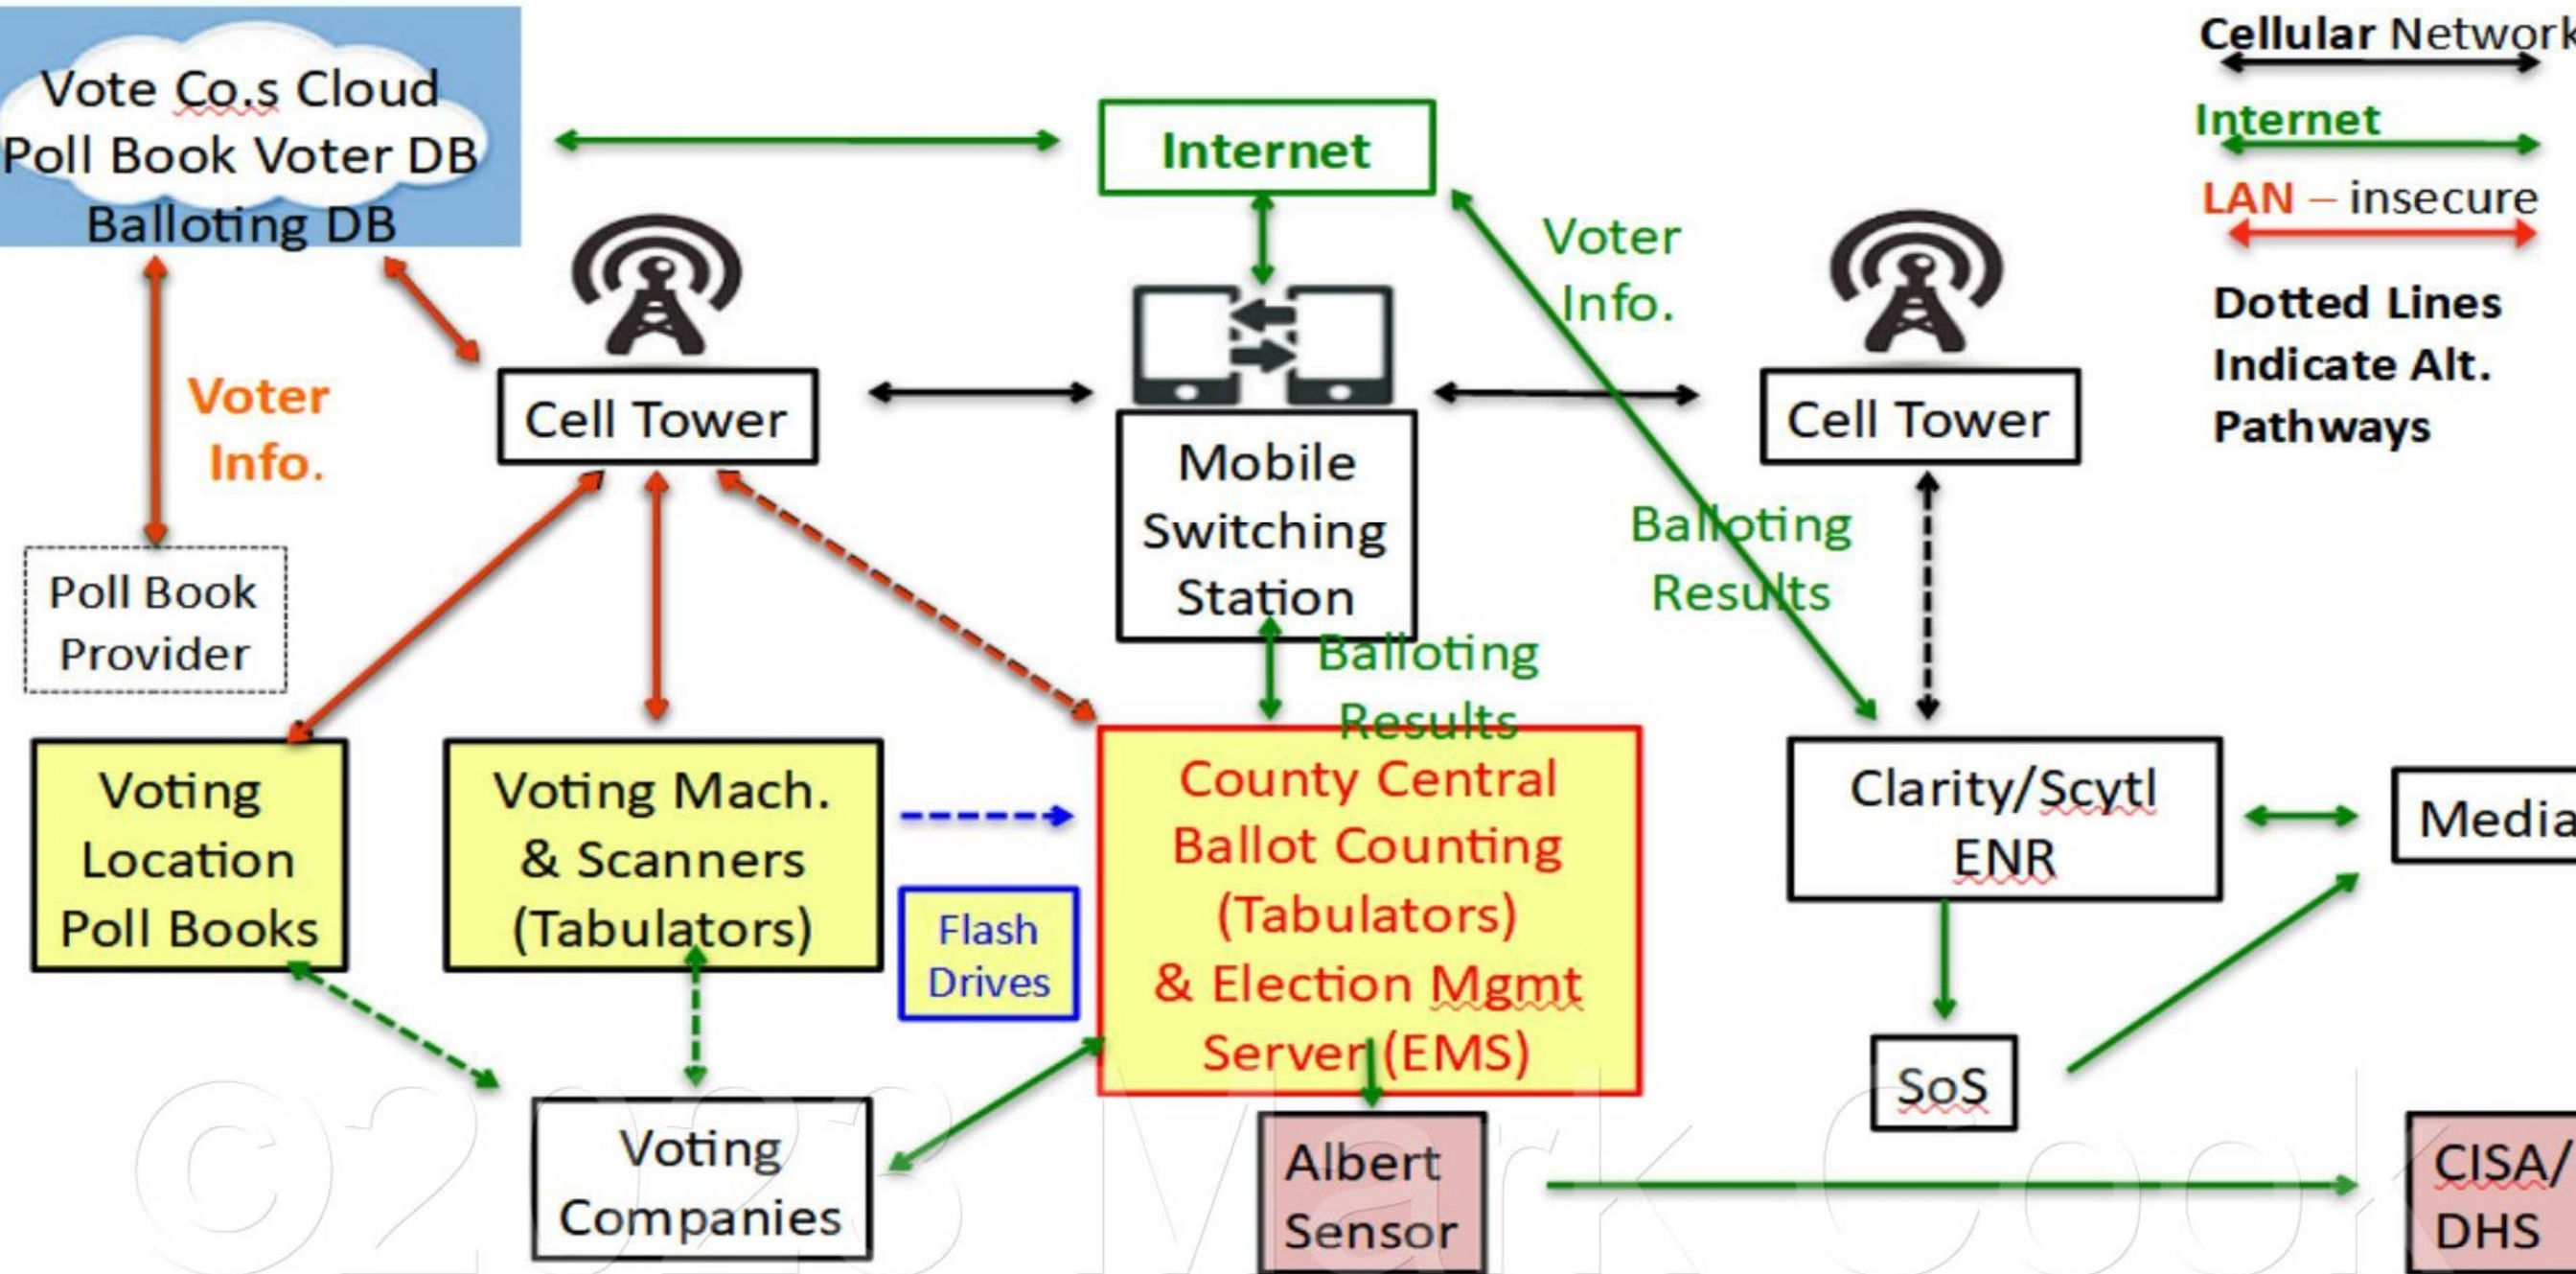 Vote Co.s Cloud
Poll Book Voter DB
Balloting DB
Internet
Cellular Network
Internet
LAN – insecure
Dotted Lines
Indicate Alt.
Pathways
Voter
Info.
Voter
Info.
Cell Tower
Mobile
Switching
Station
Cell Tower
Balloting
Results
Balloting
Results
Poll Book
Provider
Voting
Location
Poll Books
Voting Mach.
& Scanners
(Tabulators)
Flash
Drives
County Central
Ballot Counting
(Tabulators)
& Election Mgmt
Server (EMS)
Clarity/Scytl
ENR
Media
SoS
Voting
Companies
Albert
Sensor
CISA/
DHS
©2023 Mark Cook